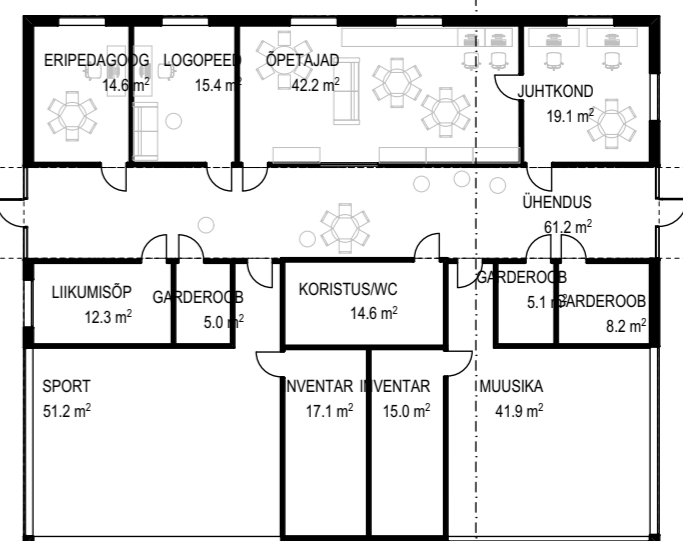 ERIPEDAGOOG
14.6 m²
LOGOPEED
15.4 m²
ÕPETAJAD
42.2 m²
JUHTKOND
19.1 m²
ÜHENDUS
61.2 m²
LIIKUMISÕP
12.3 m²
GARDEROOB
5.0 m²
KORISTUS/WC
14.6 m²
GARDEROOB
5.1 m²
GARDEROOB
8.2 m²
SPORT
51.2 m²
INVENTAR
17.1 m²
INVENTAR
15.0 m²
MUUSIKA
41.9 m²